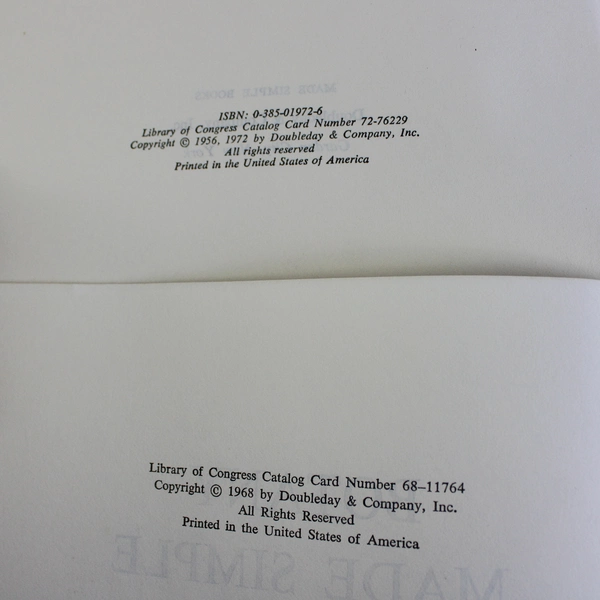 ISBN: 0-385-01972-6
Library of Congress Catalog Card Number 72-76229
Copyright © 1956, 1972 by Doubleday & Company, Inc.
All rights reserved
Printed in the United States of America
Library of Congress Catalog Card Number 68–11764
Copyright © 1968 by Doubleday & Company, Inc.
All Rights Reserved
Printed in the United States of America
MADE SIMPLE